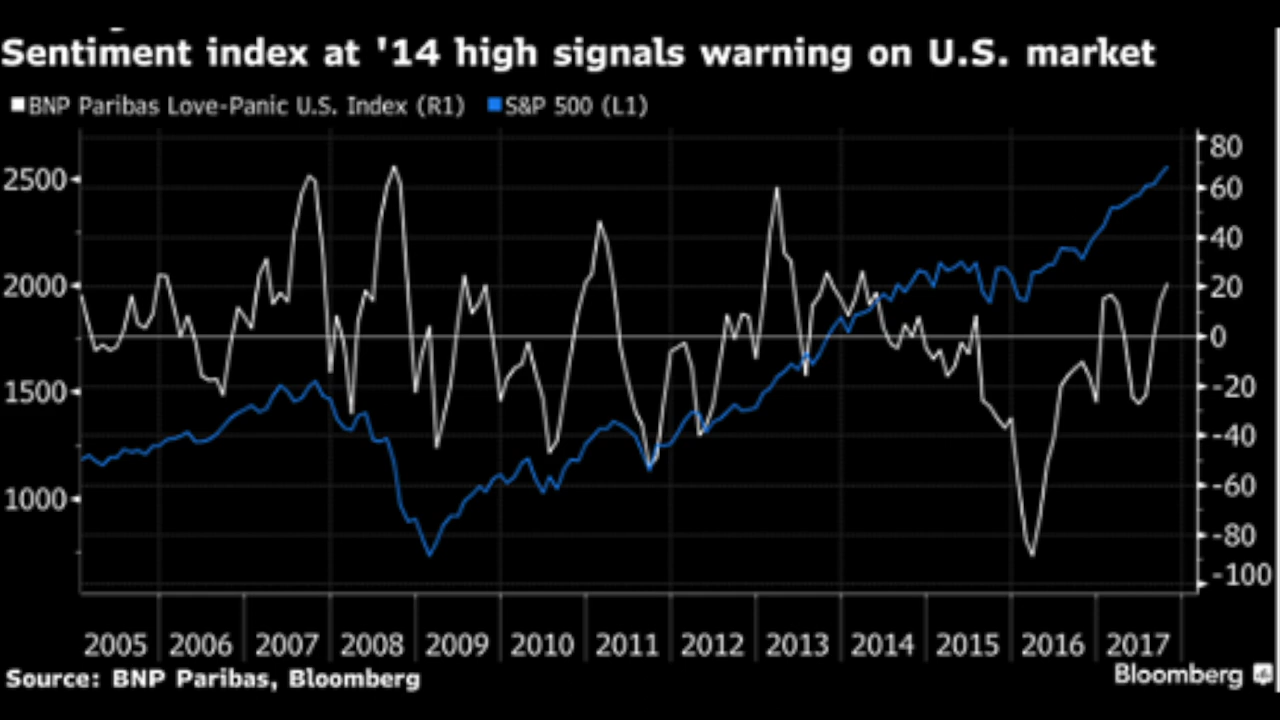 Sentiment index at '14 high signals warning on U.S. market
BNP Paribas Love-Panic U.S. Index (R1) S&P 500 (L1)
80
2500 60
40
2000 20
0
1500 -20
-40
1000 -60
-80
-100
2005 2006 2007 2008 2009 2010 2011 2012 2013 2014 2015 2016 2017
Source: BNP Paribas, Bloomberg Bloomberg